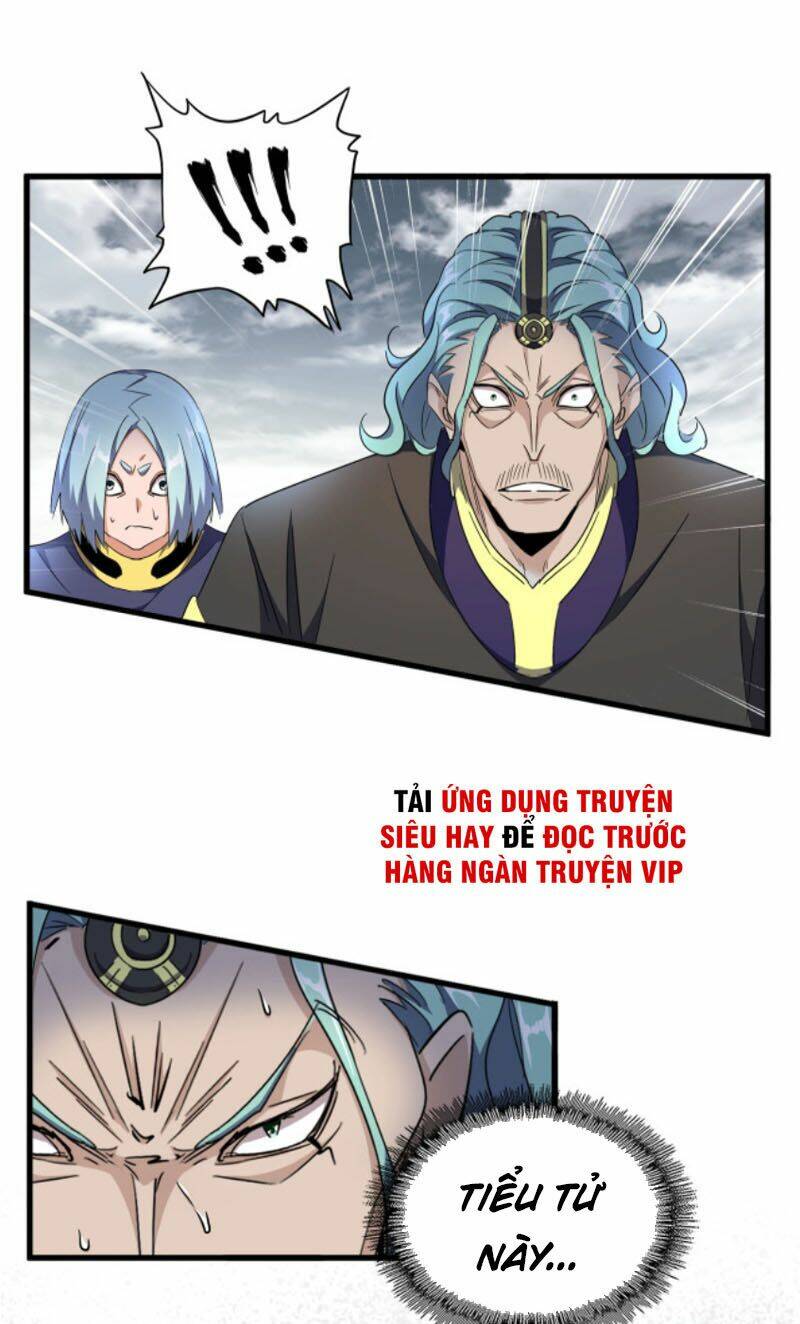 !!!
TẢI ỨNG DỤNG TRUYỆN
SIÊU HAY ĐỂ ĐỌC TRƯỚC
HÀNG NGÀN TRUYỆN VIP
TIỂU TỬ
NÀY...